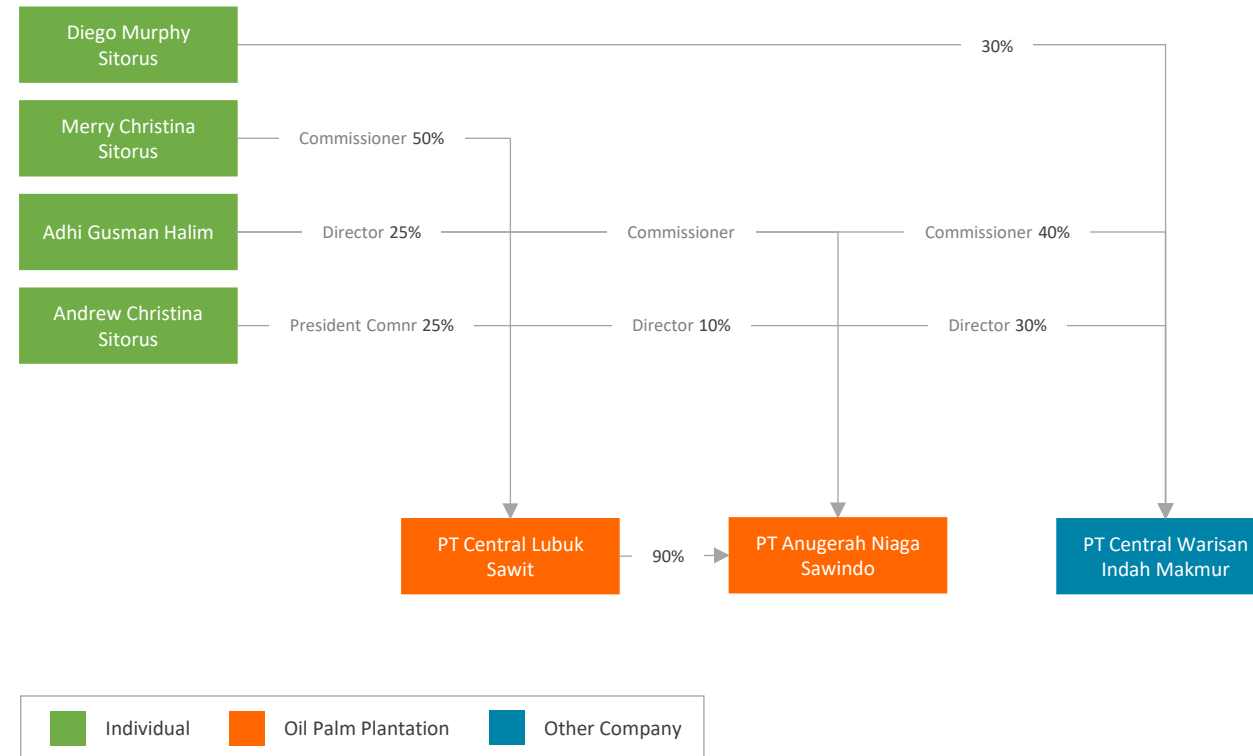 Diego Murphy
Sitorus
30%
Merry Christina
Sitorus
Commissioner 50%
Adhi Gusman Halim
Director 25%
Commissioner
Commissioner 40%
Andrew Christina
Sitorus
President Comnr 25%
Director 10%
Director 30%
PT Central Lubuk
Sawit
90%
PT Anugerah Niaga
Sawindo
PT Central Warisan
Indah Makmur
Individual
Oil Palm Plantation
Other Company